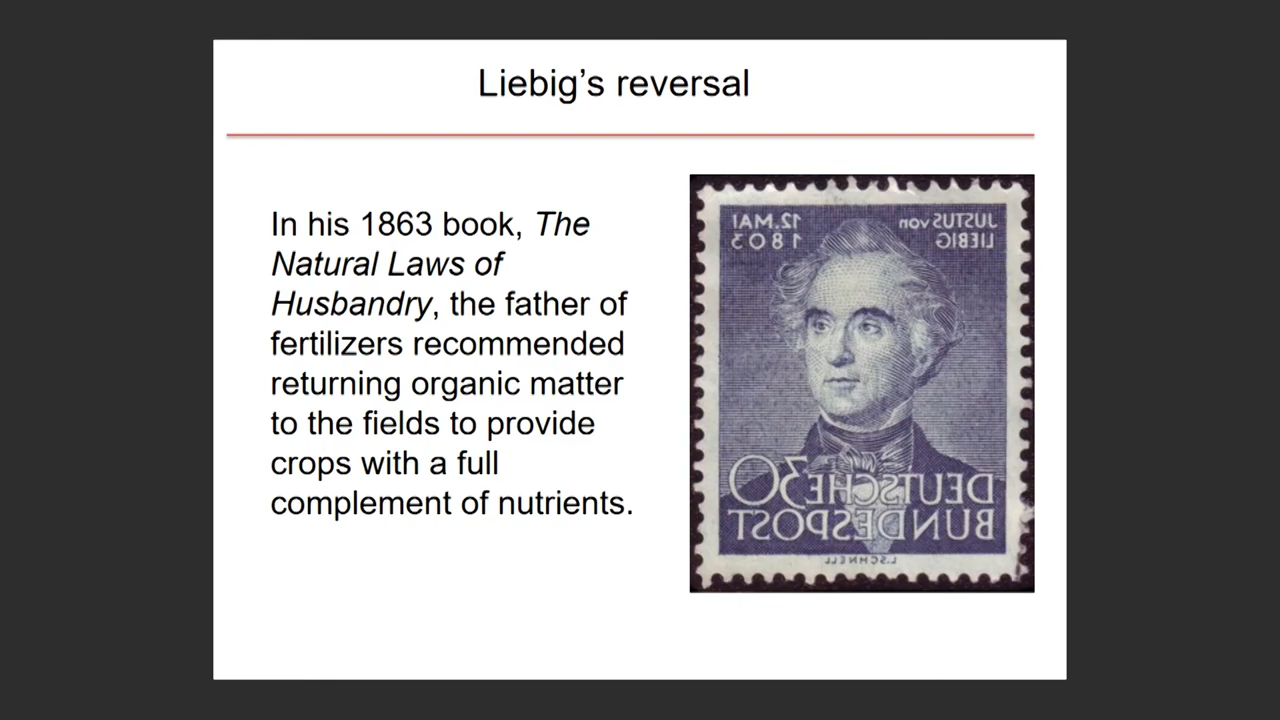 Liebig's reversal
In his 1863 book, The
Natural Laws of
Husbandry, the father of
fertilizers recommended
returning organic matter
to the fields to provide
crops with a full
complement of nutrients.
JUSTUS von
LIEBIG
12.MAI
1803
DEUTSCHE 30
BUNDESPOST
L.SCHNELL